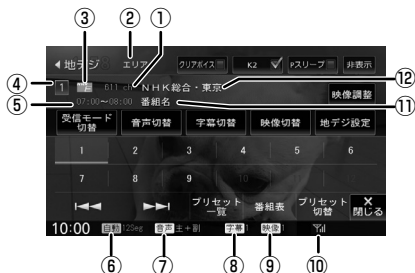 ③ ② ①
地デジ エリア クリアボイス K2 Pスリープ 非表示
④ 1 611 ch NHK総合・東京 ⑫ 映像調整
⑤ 07:00～08:00 番組名 ⑪
受信モード切替 音声切替 字幕切替 映像切替 地デジ設定
1 2 3 4 5 6
7 8 9 10
プリセット一覧 番組表 プリセット切替 閉じる
10:00 自動 12Seg 音声 主+副 字幕 1 映像 1
⑥ ⑦ ⑧ ⑨ ⑩